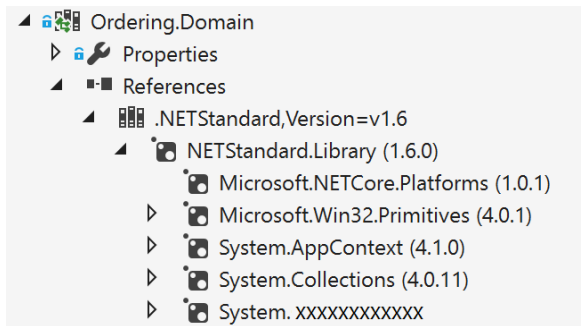 Ordering.Domain
Properties
References
.NETStandard,Version=v1.6
NETStandard.Library (1.6.0)
Microsoft.NETCore.Platforms (1.0.1)
Microsoft.Win32.Primitives (4.0.1)
System.AppContext (4.1.0)
System.Collections (4.0.11)
System. xxxxxxxxxxxx